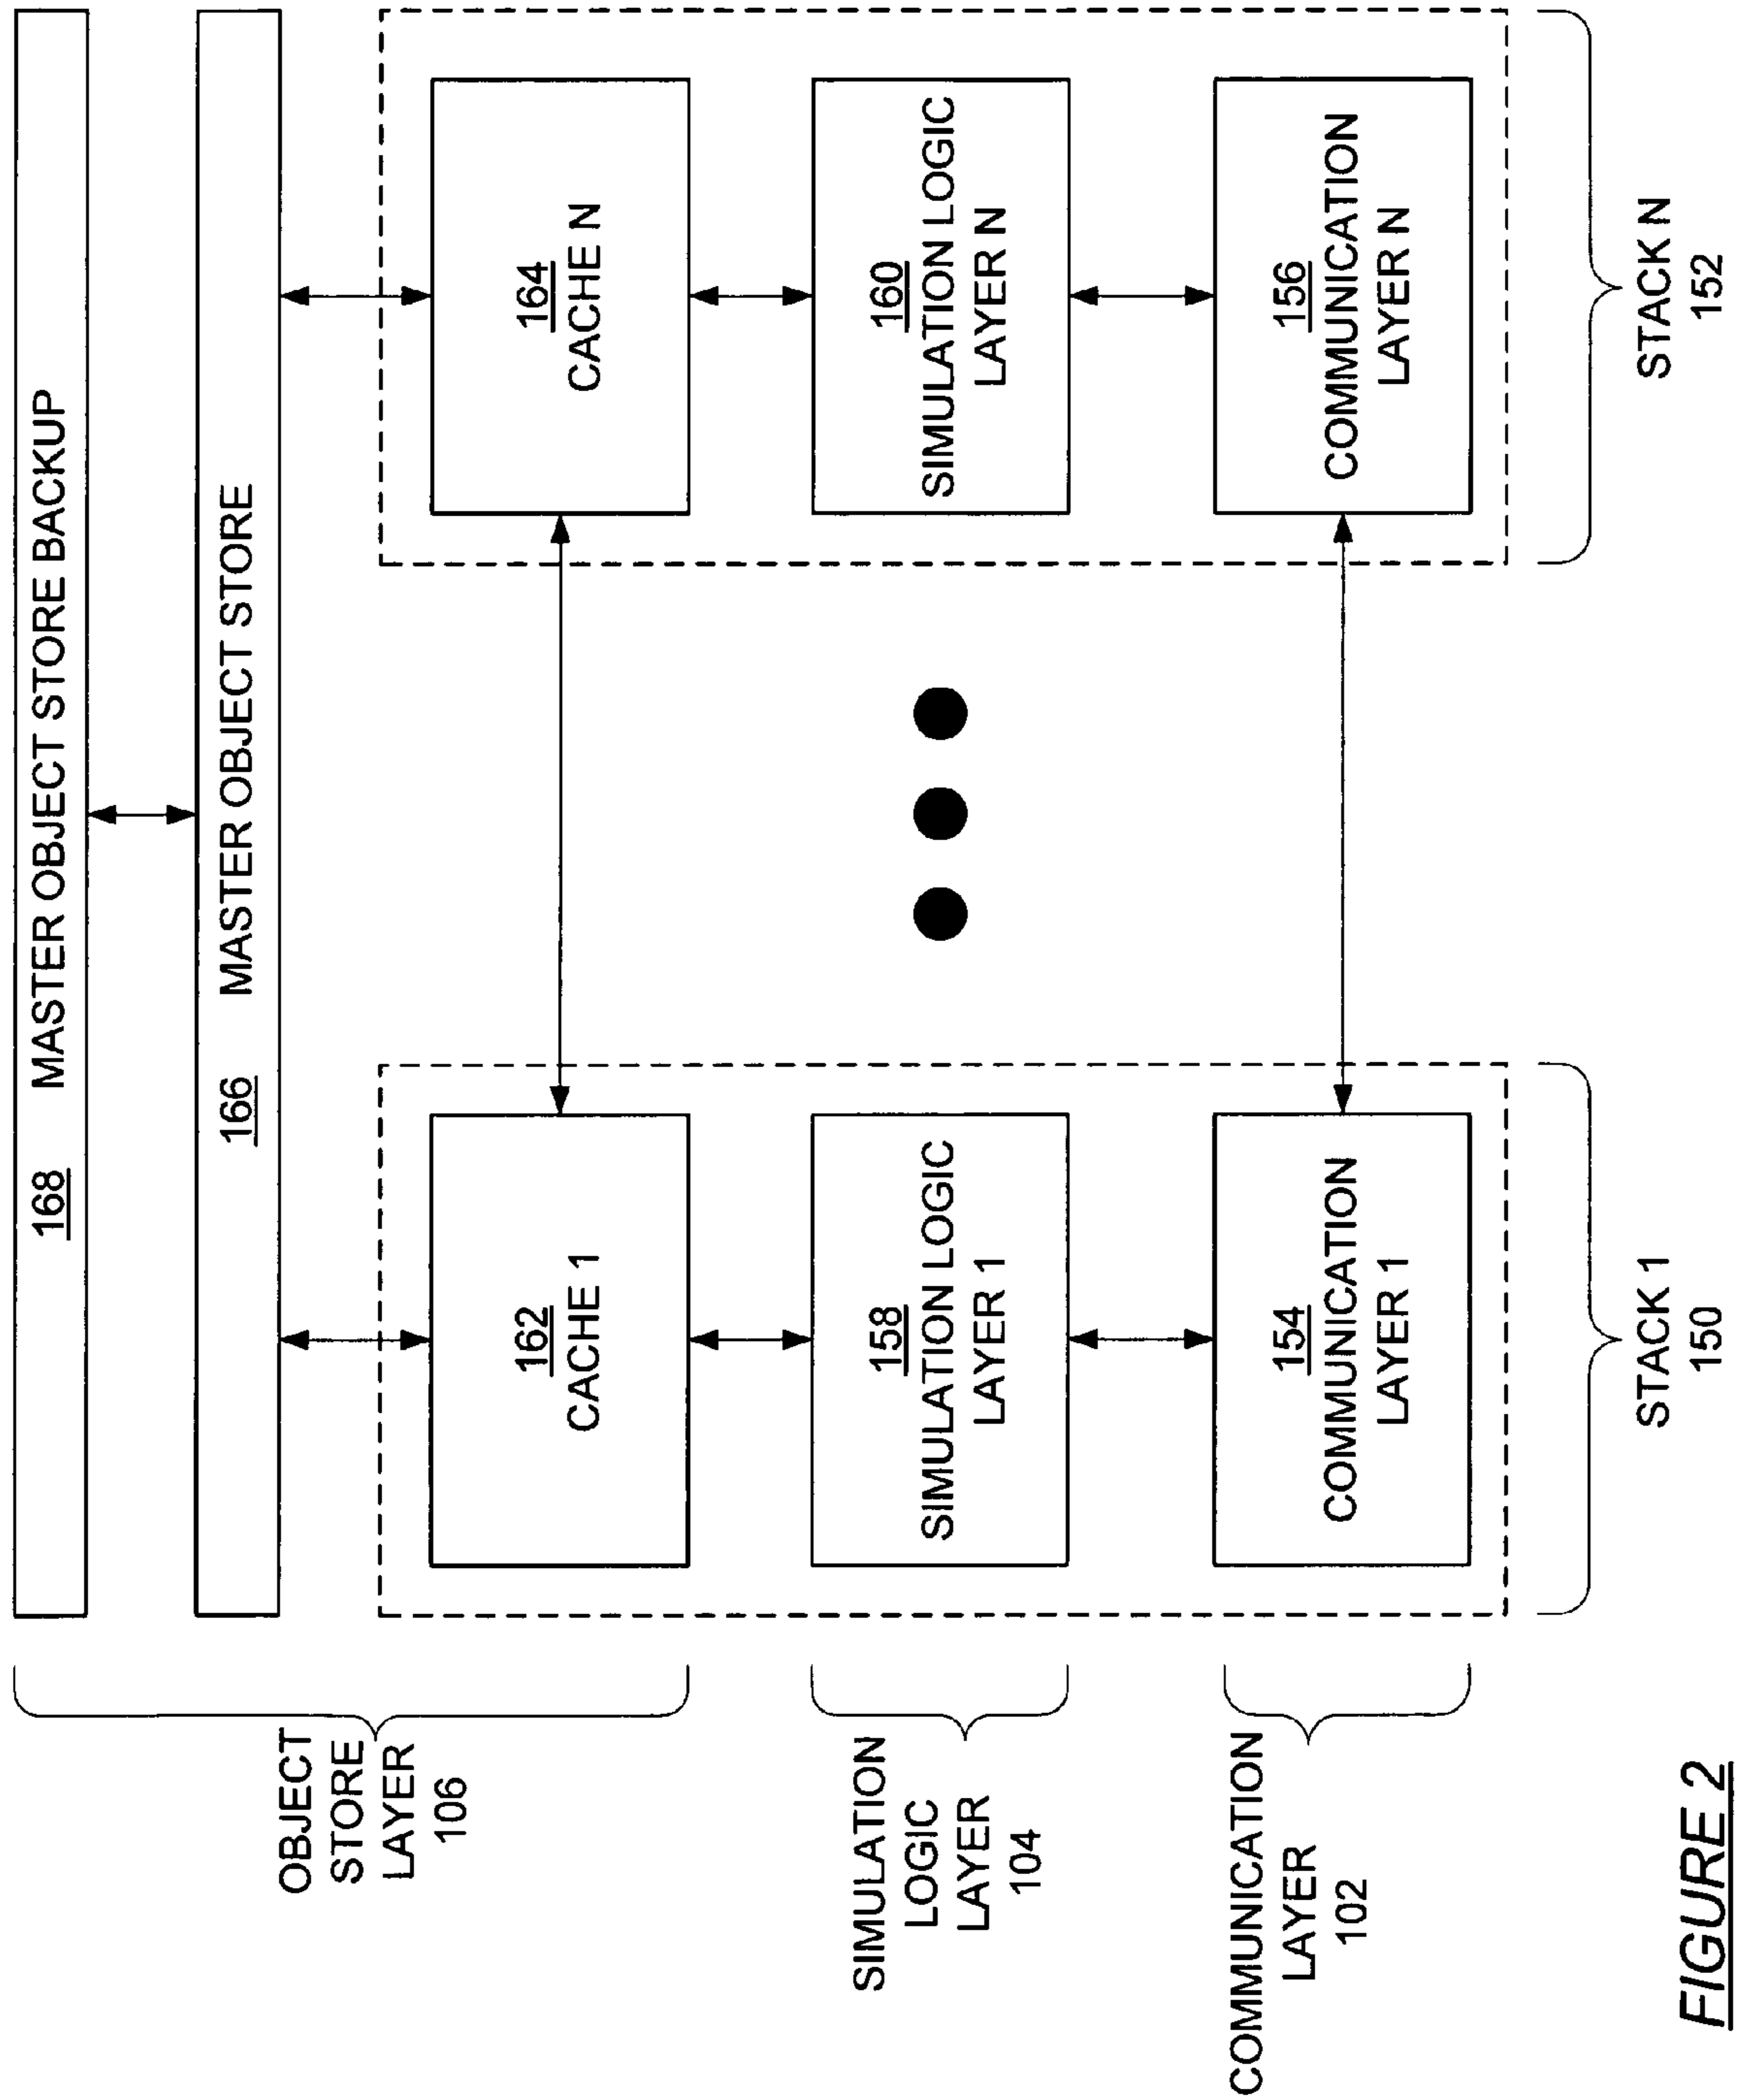 168 MASTER OBJECT STORE BACKUP
166 MASTER OBJECT STORE
OBJECT
STORE
LAYER
106
162
CACHE 1
164
CACHE N
SIMULATION
LOGIC
LAYER
104
158
SIMULATION LOGIC
LAYER 1
160
SIMULATION LOGIC
LAYER N
COMMUNICATION
LAYER
102
154
COMMUNICATION
LAYER 1
156
COMMUNICATION
LAYER N
STACK 1
150
STACK N
152
FIGURE 2